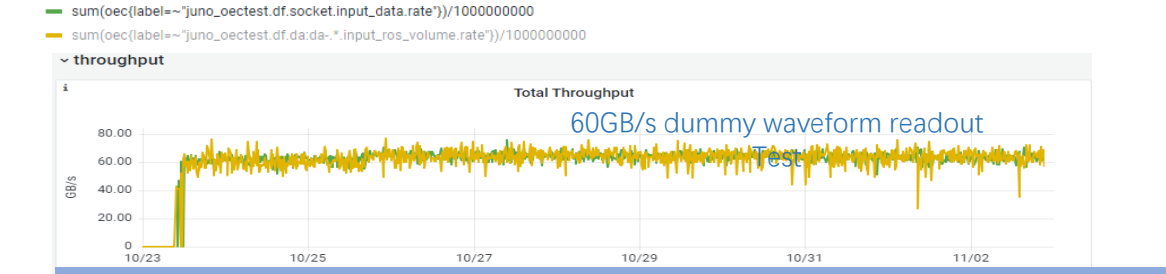 sum(oec{label=~"juno_oectest.df.socket.input_data.rate"})/1000000000
sum(oec{label=~"juno_oectest.df.da:da-.*.input_ros_volume.rate"})/1000000000
throughput
i
Total Throughput
60GB/s dummy waveform readout
Test
80.00
60.00
40.00
20.00
0
GB/s
10/23 10/25 10/27 10/29 10/31 11/02